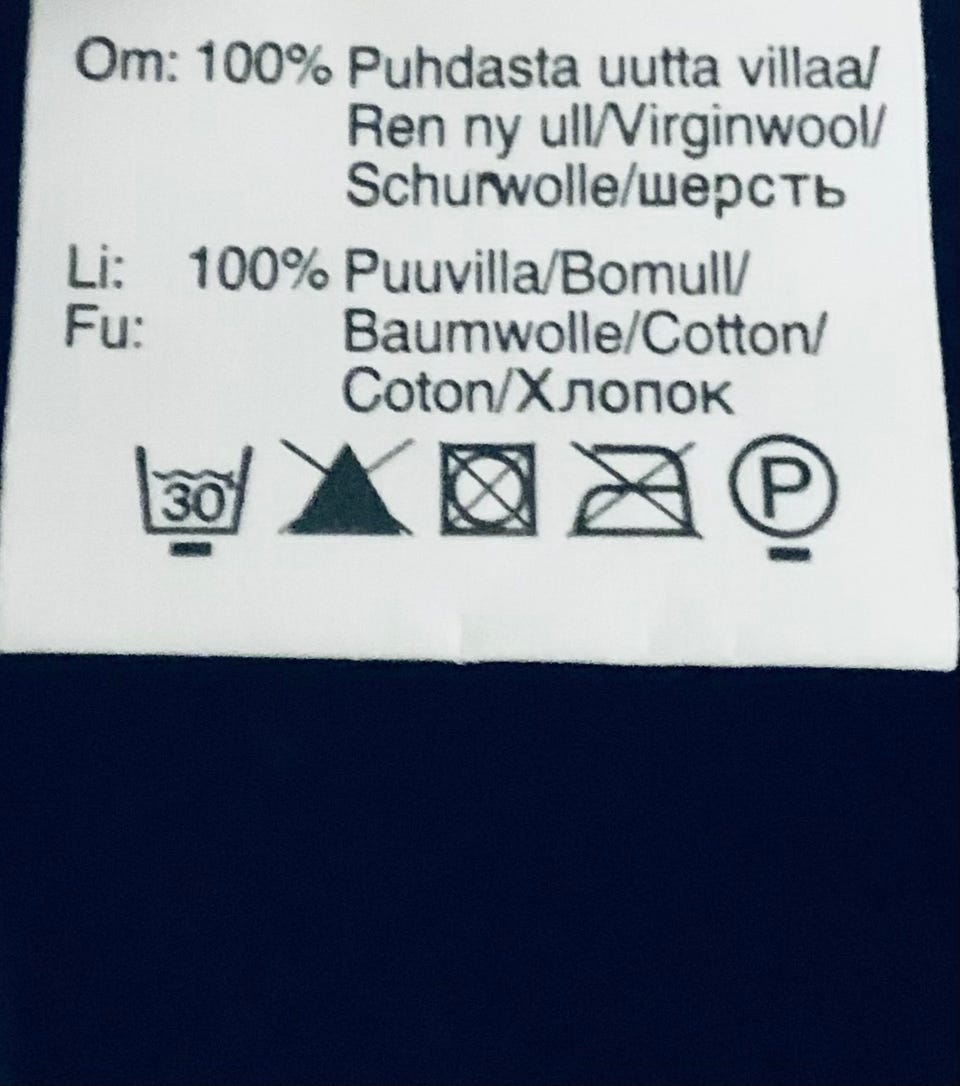 Om: 100% Puhdasta uutta villaa/
Ren ny ull/Virginwool/
Schurwolle/шерсть
Li: 100% Puuvilla/Bomull/
Fu: Baumwolle/Cotton/
Coton/Хлопок
30 P